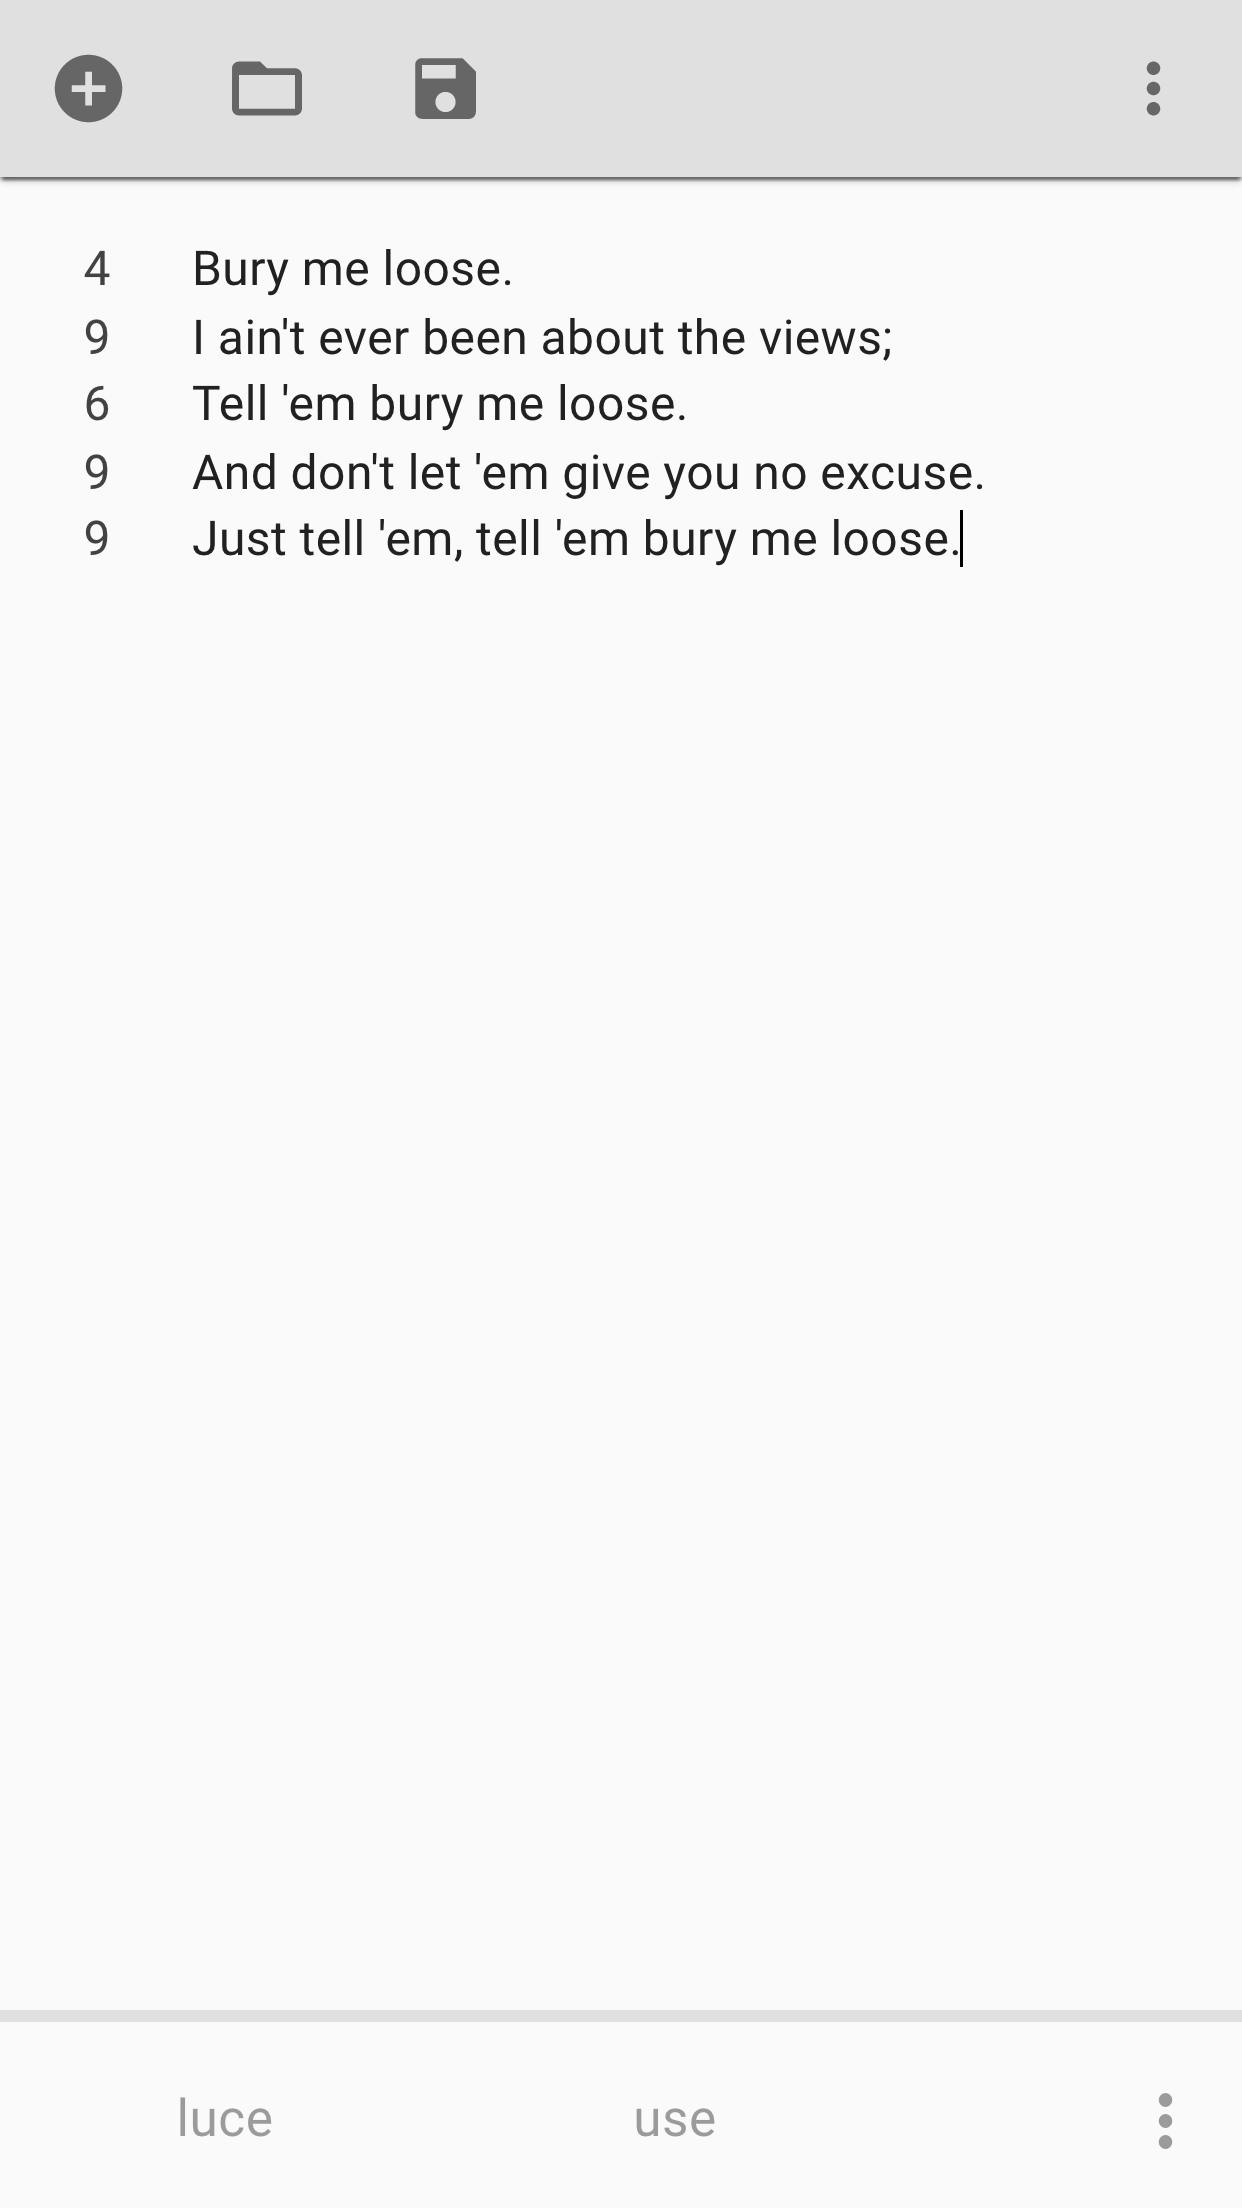 4 Bury me loose.
9 I ain't ever been about the views;
6 Tell 'em bury me loose.
9 And don't let 'em give you no excuse.
9 Just tell 'em, tell 'em bury me loose.
luce use